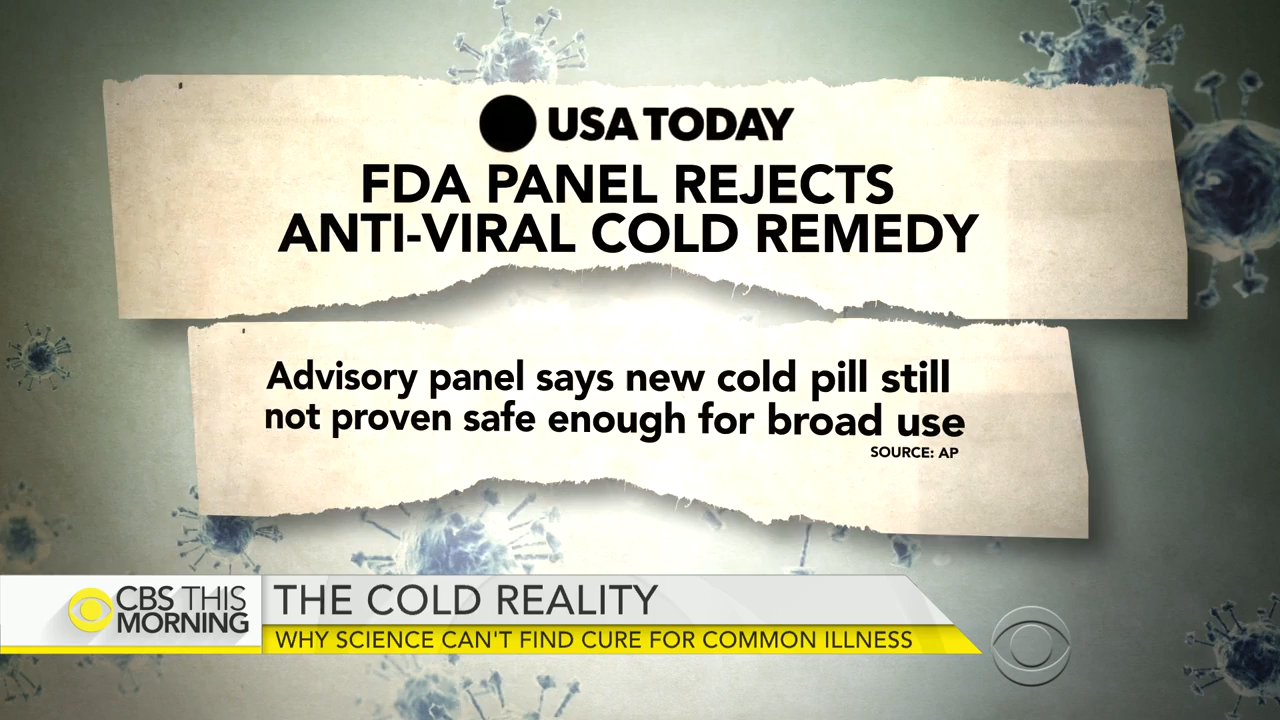 USA TODAY
FDA PANEL REJECTS
ANTI-VIRAL COLD REMEDY
Advisory panel says new cold pill still
not proven safe enough for broad use
SOURCE: AP
CBS THIS
MORNING
THE COLD REALITY
WHY SCIENCE CAN'T FIND CURE FOR COMMON ILLNESS